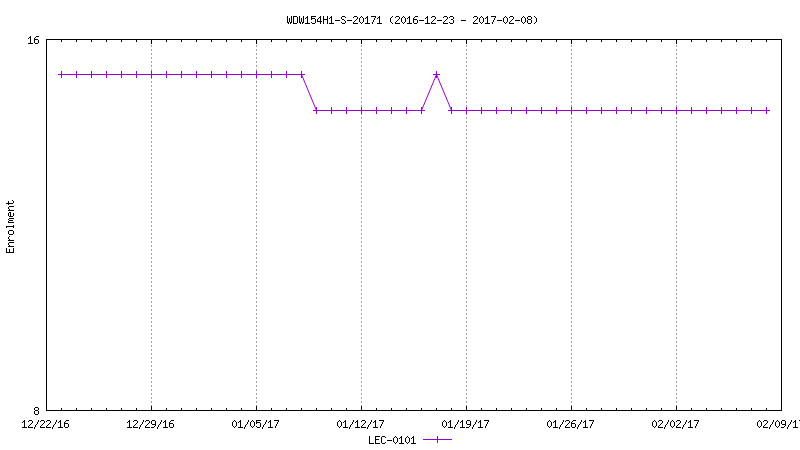 WDW154H1-S-20171 (2016-12-23 - 2017-02-08)
16
Enrolment
8
12/22/16 12/29/16 01/05/17 01/12/17 01/19/17 01/26/17 02/02/17 02/09/1
LEC-0101